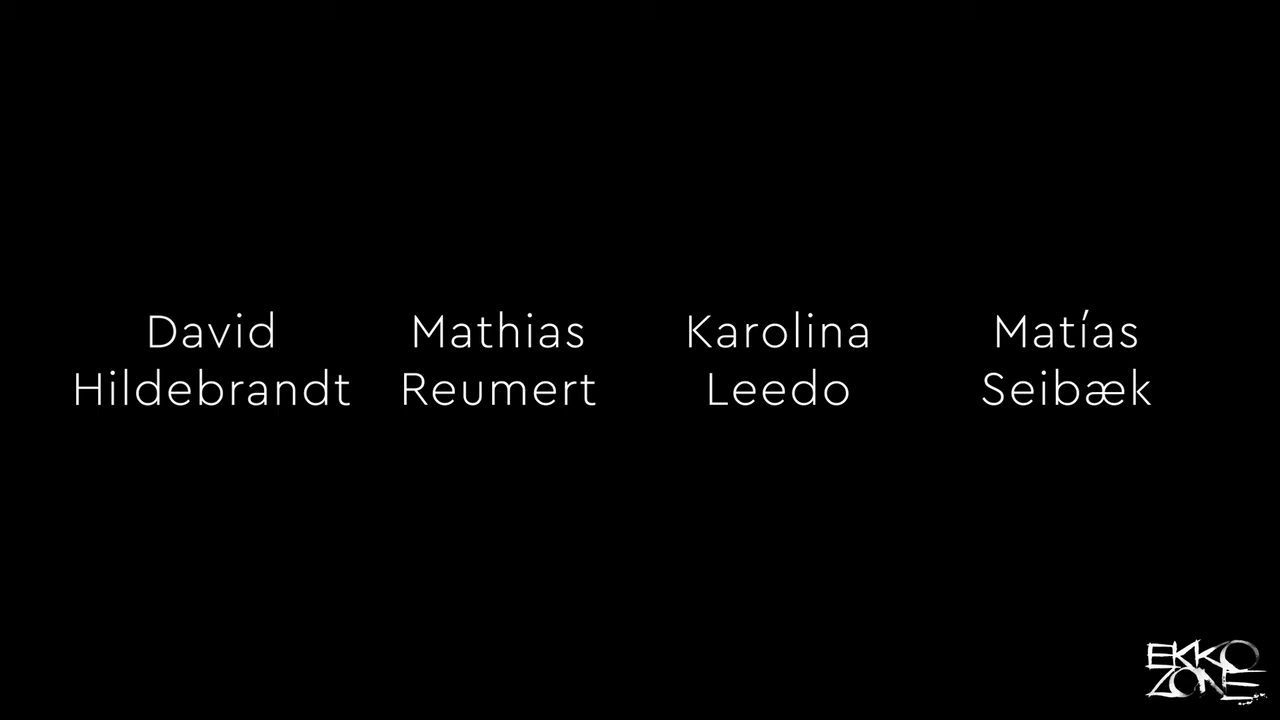 David
Hildebrandt
Mathias
Reumert
Karolina
Leedo
Matías
Seibæk
EKKO
ZONE